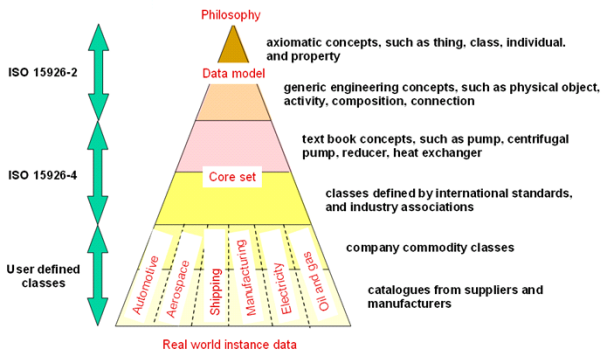 Philosophy
axiomatic concepts, such as thing, class, individual.
and property
ISO 15926-2
Data model
generic engineering concepts, such as physical object,
activity, composition, connection
text book concepts, such as pump, centrifugal
pump, reducer, heat exchanger
ISO 15926-4
Core set
classes defined by international standards,
and industry associations
company commodity classes
User defined
classes
Automotive
Aerospace
Shipping
Manufacturing
Electricity
Oil and gas
catalogues from suppliers and
manufacturers
Real world instance data